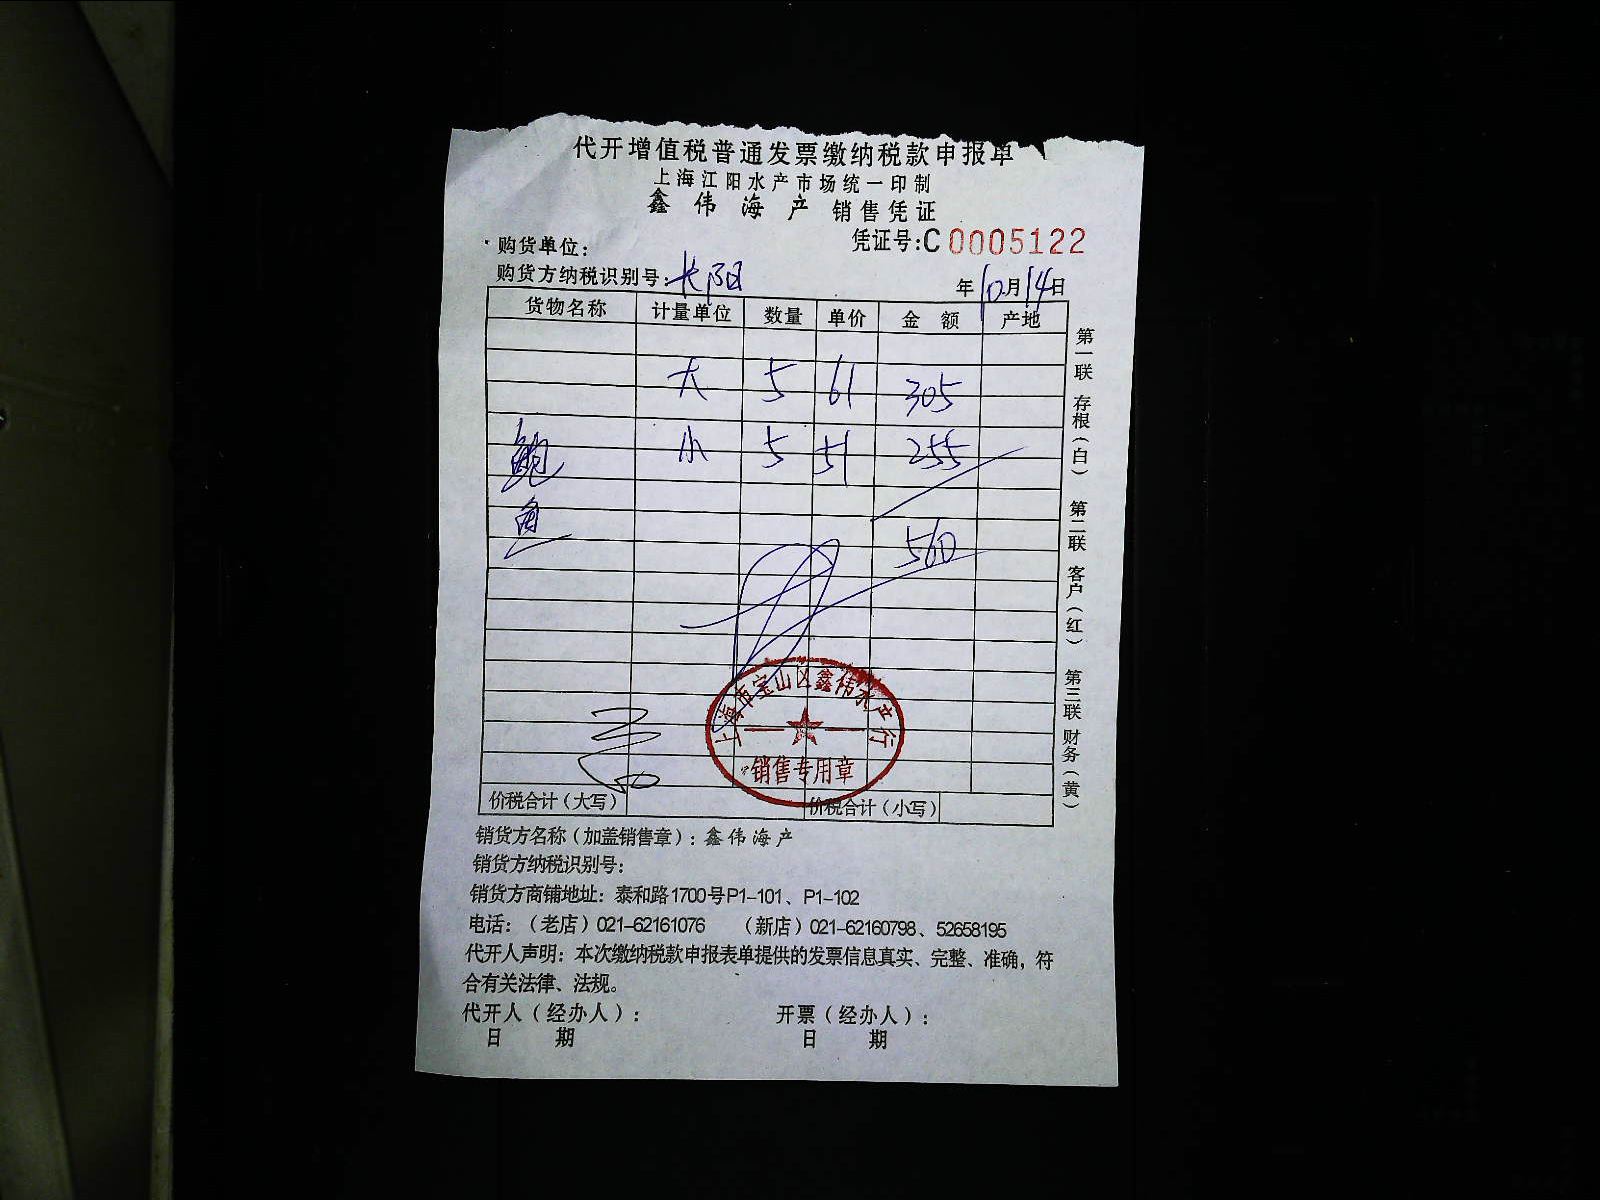 代开增值税普通发票缴纳税款申报单
上海江阳水产市场统一印制
鑫伟海产 销售凭证
凭证号:C0005122
购货单位:
购货方纳税识别号: 长阳
年10月14日
货物名称 计量单位 数量 单价 金额 产地
大 5 61 305
鲍 小 5 51 255
鱼
560
上海市宝山区鑫伟水产行
销售专用章
价税合计(大写) 价税合计(小写)
第一联 存根(白) 第二联 客户(红) 第三联 财务(黄)
销货方名称(加盖销售章): 鑫伟海产
销货方纳税识别号:
销货方商铺地址: 泰和路1700号P1-101、P1-102
电话:(老店)021-62161076 (新店)021-62160798、52658195
代开人声明: 本次缴纳税款申报表单提供的发票信息真实、完整、准确,符
合有关法律、法规。
代开人(经办人): 开票(经办人):
日 期 日 期